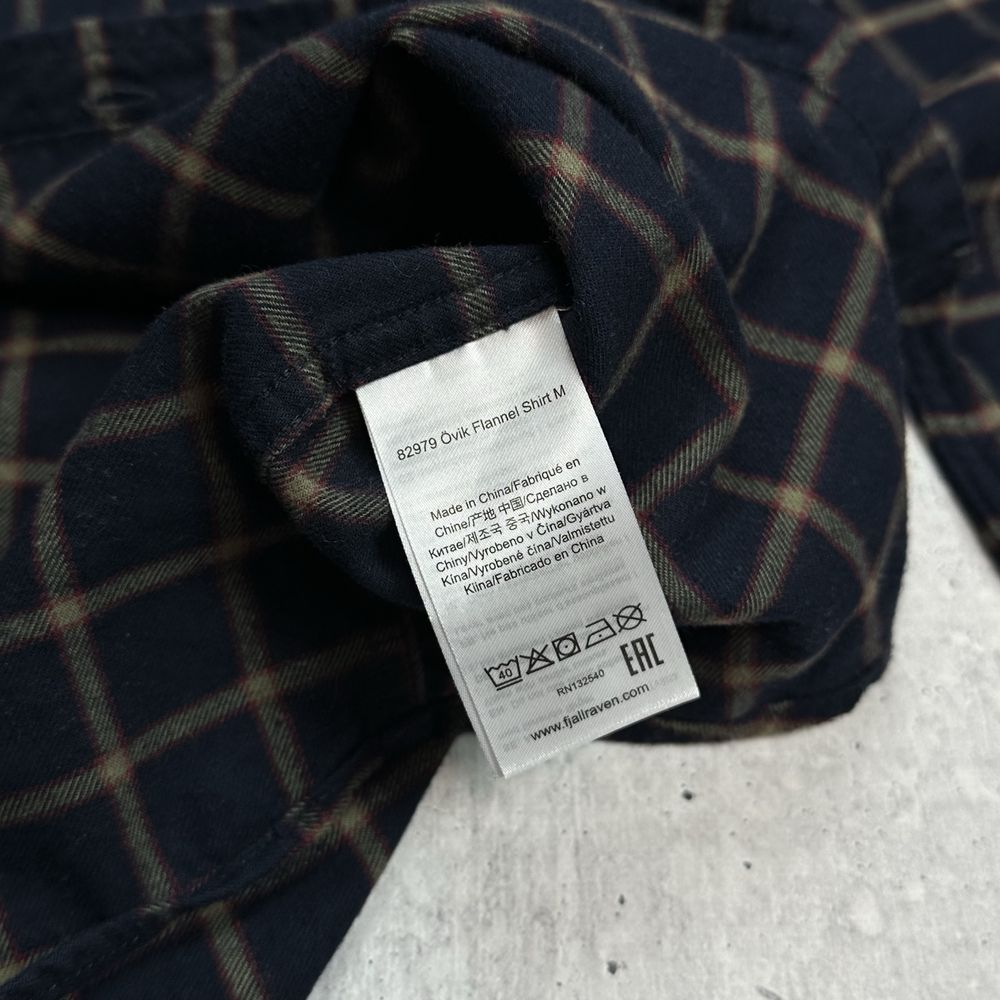 82979 Övik Flannel Shirt M
Made in China/Fabriqué en
Chine/产地 中国/Сделано в
Китае/제조국 중국/Wykonano w
Chiny/Vyrobeno v Čína/Gyártva
Kína/Vyrobené čína/Valmistettu
Kiina/Fabricado en China
40
EAC
RN132540
www.fjallraven.com